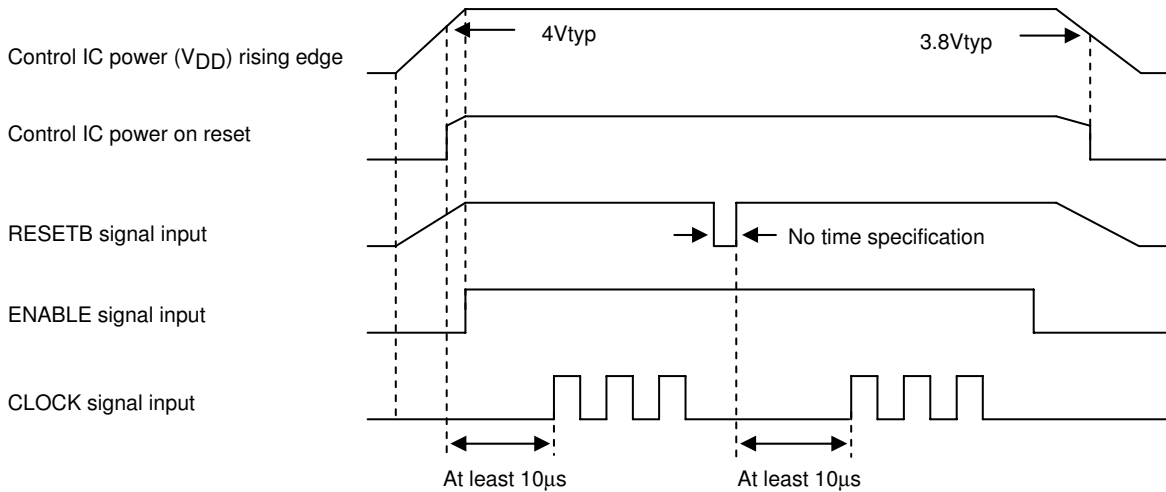 4Vtyp
3.8Vtyp
Control IC power (VDD) rising edge
Control IC power on reset
RESETB signal input
No time specification
ENABLE signal input
CLOCK signal input
At least 10μs
At least 10μs